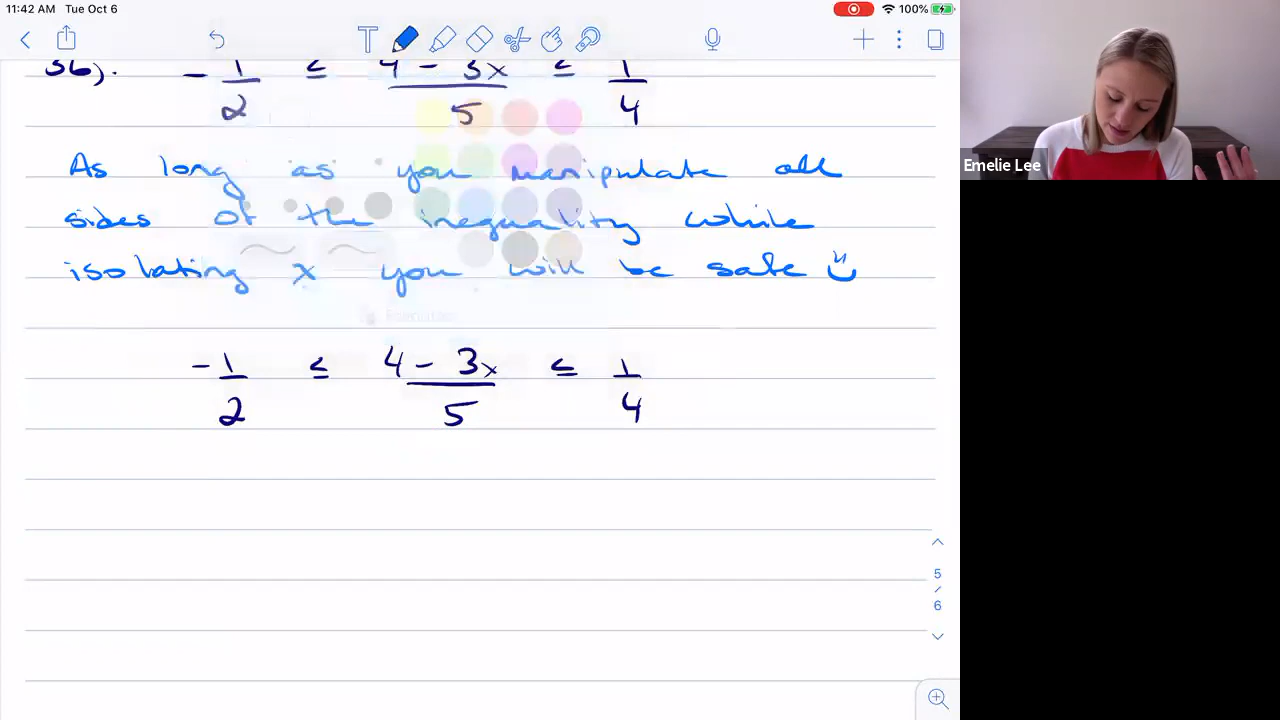 11:42 AM Tue Oct 6
100%
T
36). -1/2 ≤ 4 - 3x/5 ≤ 1/4
As long as you manipulate all
sides of the inequality while
isolating x you will be safe
-1/2 ≤ 4 - 3x/5 ≤ 1/4
5
/
6
Emelie Lee